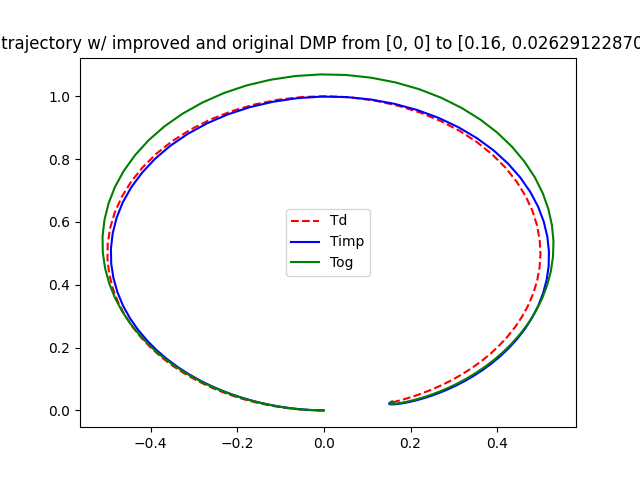 trajectory w/ improved and original DMP from [0, 0] to [0.16, 0.02629122870
1.0
0.8
0.6
0.4
0.2
0.0
Td
Timp
Tog
−0.4
−0.2
0.0
0.2
0.4